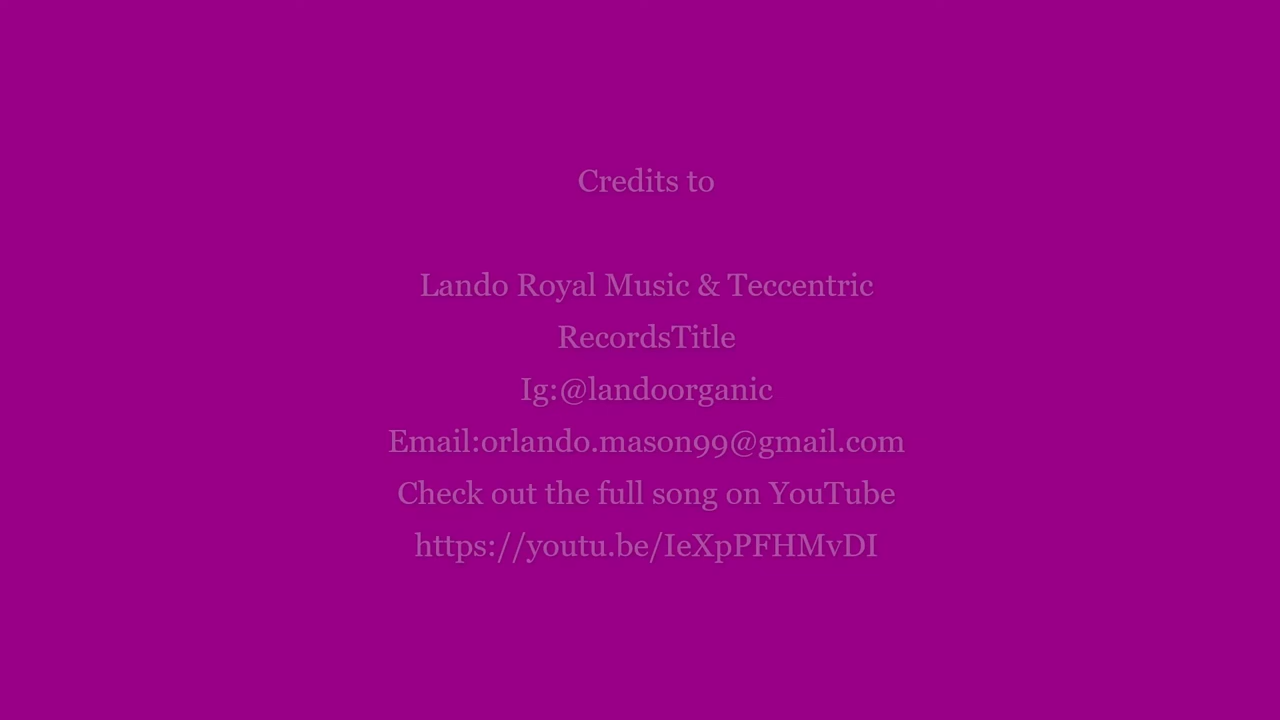 Credits to
Lando Royal Music & Teccentric
RecordsTitle
Ig:@landoorganic
Email:orlando.mason99@gmail.com
Check out the full song on YouTube
https://youtu.be/IeXpPFHMvDI